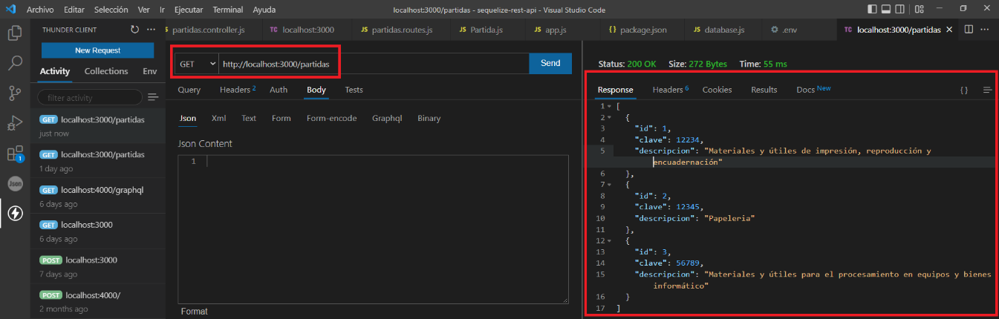 Archivo Editar Selección Ver Ir Ejecutar Terminal Ayuda localhost:3000/partidas - sequelize-rest-api - Visual Studio Code
THUNDER CLIENT
partidas.controller.js TC localhost:3000 JS partidas.routes.js JS Partida.js JS app.js {} package.json JS database.js .env TC localhost:3000/partidas
New Request
Activity Collections Env
filter activity
GET localhost:3000/partidas
just now
GET localhost:3000/partidas
1 day ago
GET localhost:4000/graphql
6 days ago
GET localhost:3000
6 days ago
POST localhost:3000
7 days ago
POST localhost:4000/
2 months ago
1
Json
GET http://localhost:3000/partidas Send
Query Headers 2 Auth Body Tests
Json Xml Text Form Form-encode Graphql Binary
Json Content
1
Format
Status: 200 OK Size: 272 Bytes Time: 55 ms
Response Headers 6 Cookies Results Docs New {}
1 [
2 {
3 "id": 1,
4 "clave": 12234,
5 "descripcion": "Materiales y útiles de impresión, reproducción y
encuadernación"
6 },
7 {
8 "id": 2,
9 "clave": 12345,
10 "descripcion": "Papeleria"
11 },
12 {
13 "id": 3,
14 "clave": 56789,
15 "descripcion": "Materiales y útiles para el procesamiento en equipos y bienes
informático"
16 }
17 ]